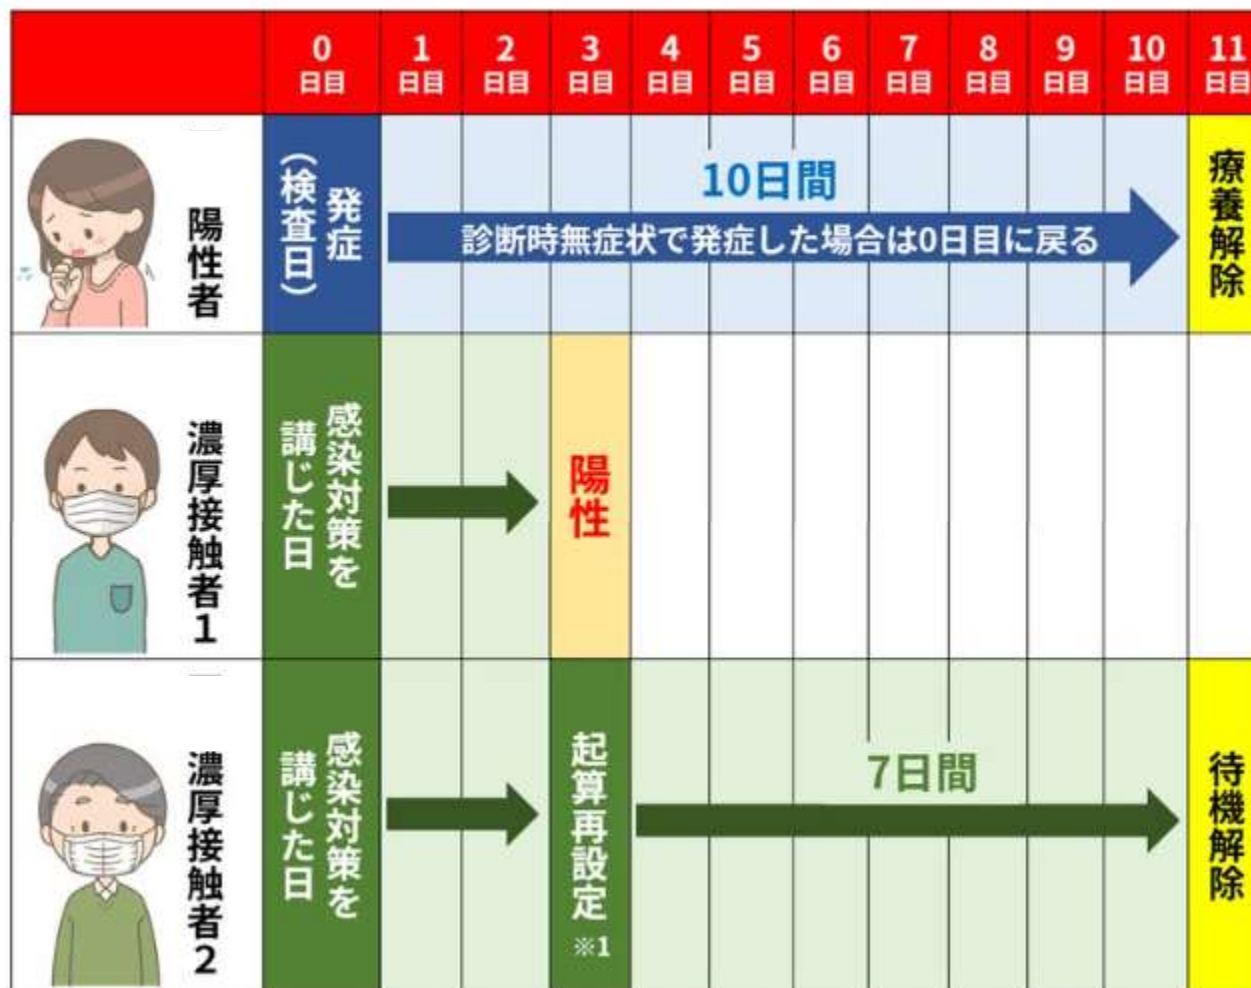 0
日目
1
日目
2
日目
3
日目
4
日目
5
日目
6
日目
7
日目
8
日目
9
日目
10
日目
11
日目
陽性者
発症
(検査日)
10日間
診断時無症状で発症した場合は0日目に戻る
療養解除
濃厚接触者1
感染対策を
講じた日
陽性
濃厚接触者2
感染対策を
講じた日
起算再設定
※1
7日間
待機解除